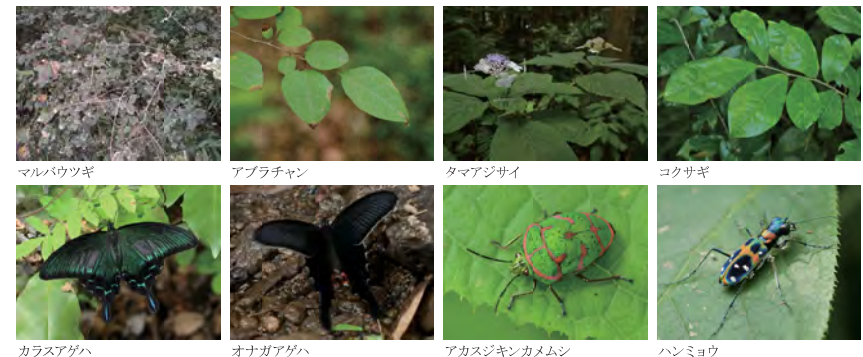 マルバウツギ
アブラチャン
タマアジサイ
コクサギ
カラスアゲハ
オナガアゲハ
アカスジキンカメムシ
ハンミョウ